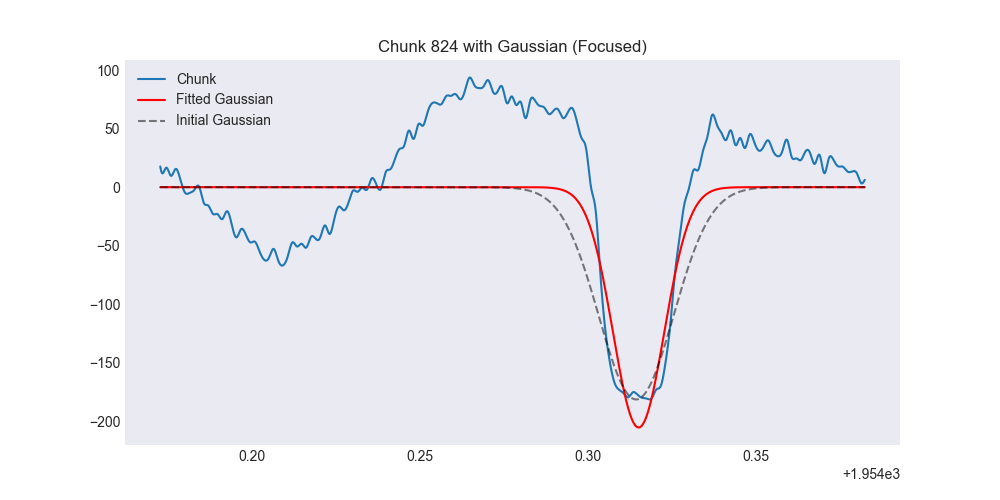 Chunk 824 with Gaussian (Focused)
Chunk
Fitted Gaussian
Initial Gaussian
100
50
0
−50
−100
−150
−200
0.20 0.25 0.30 0.35
+1.954e3